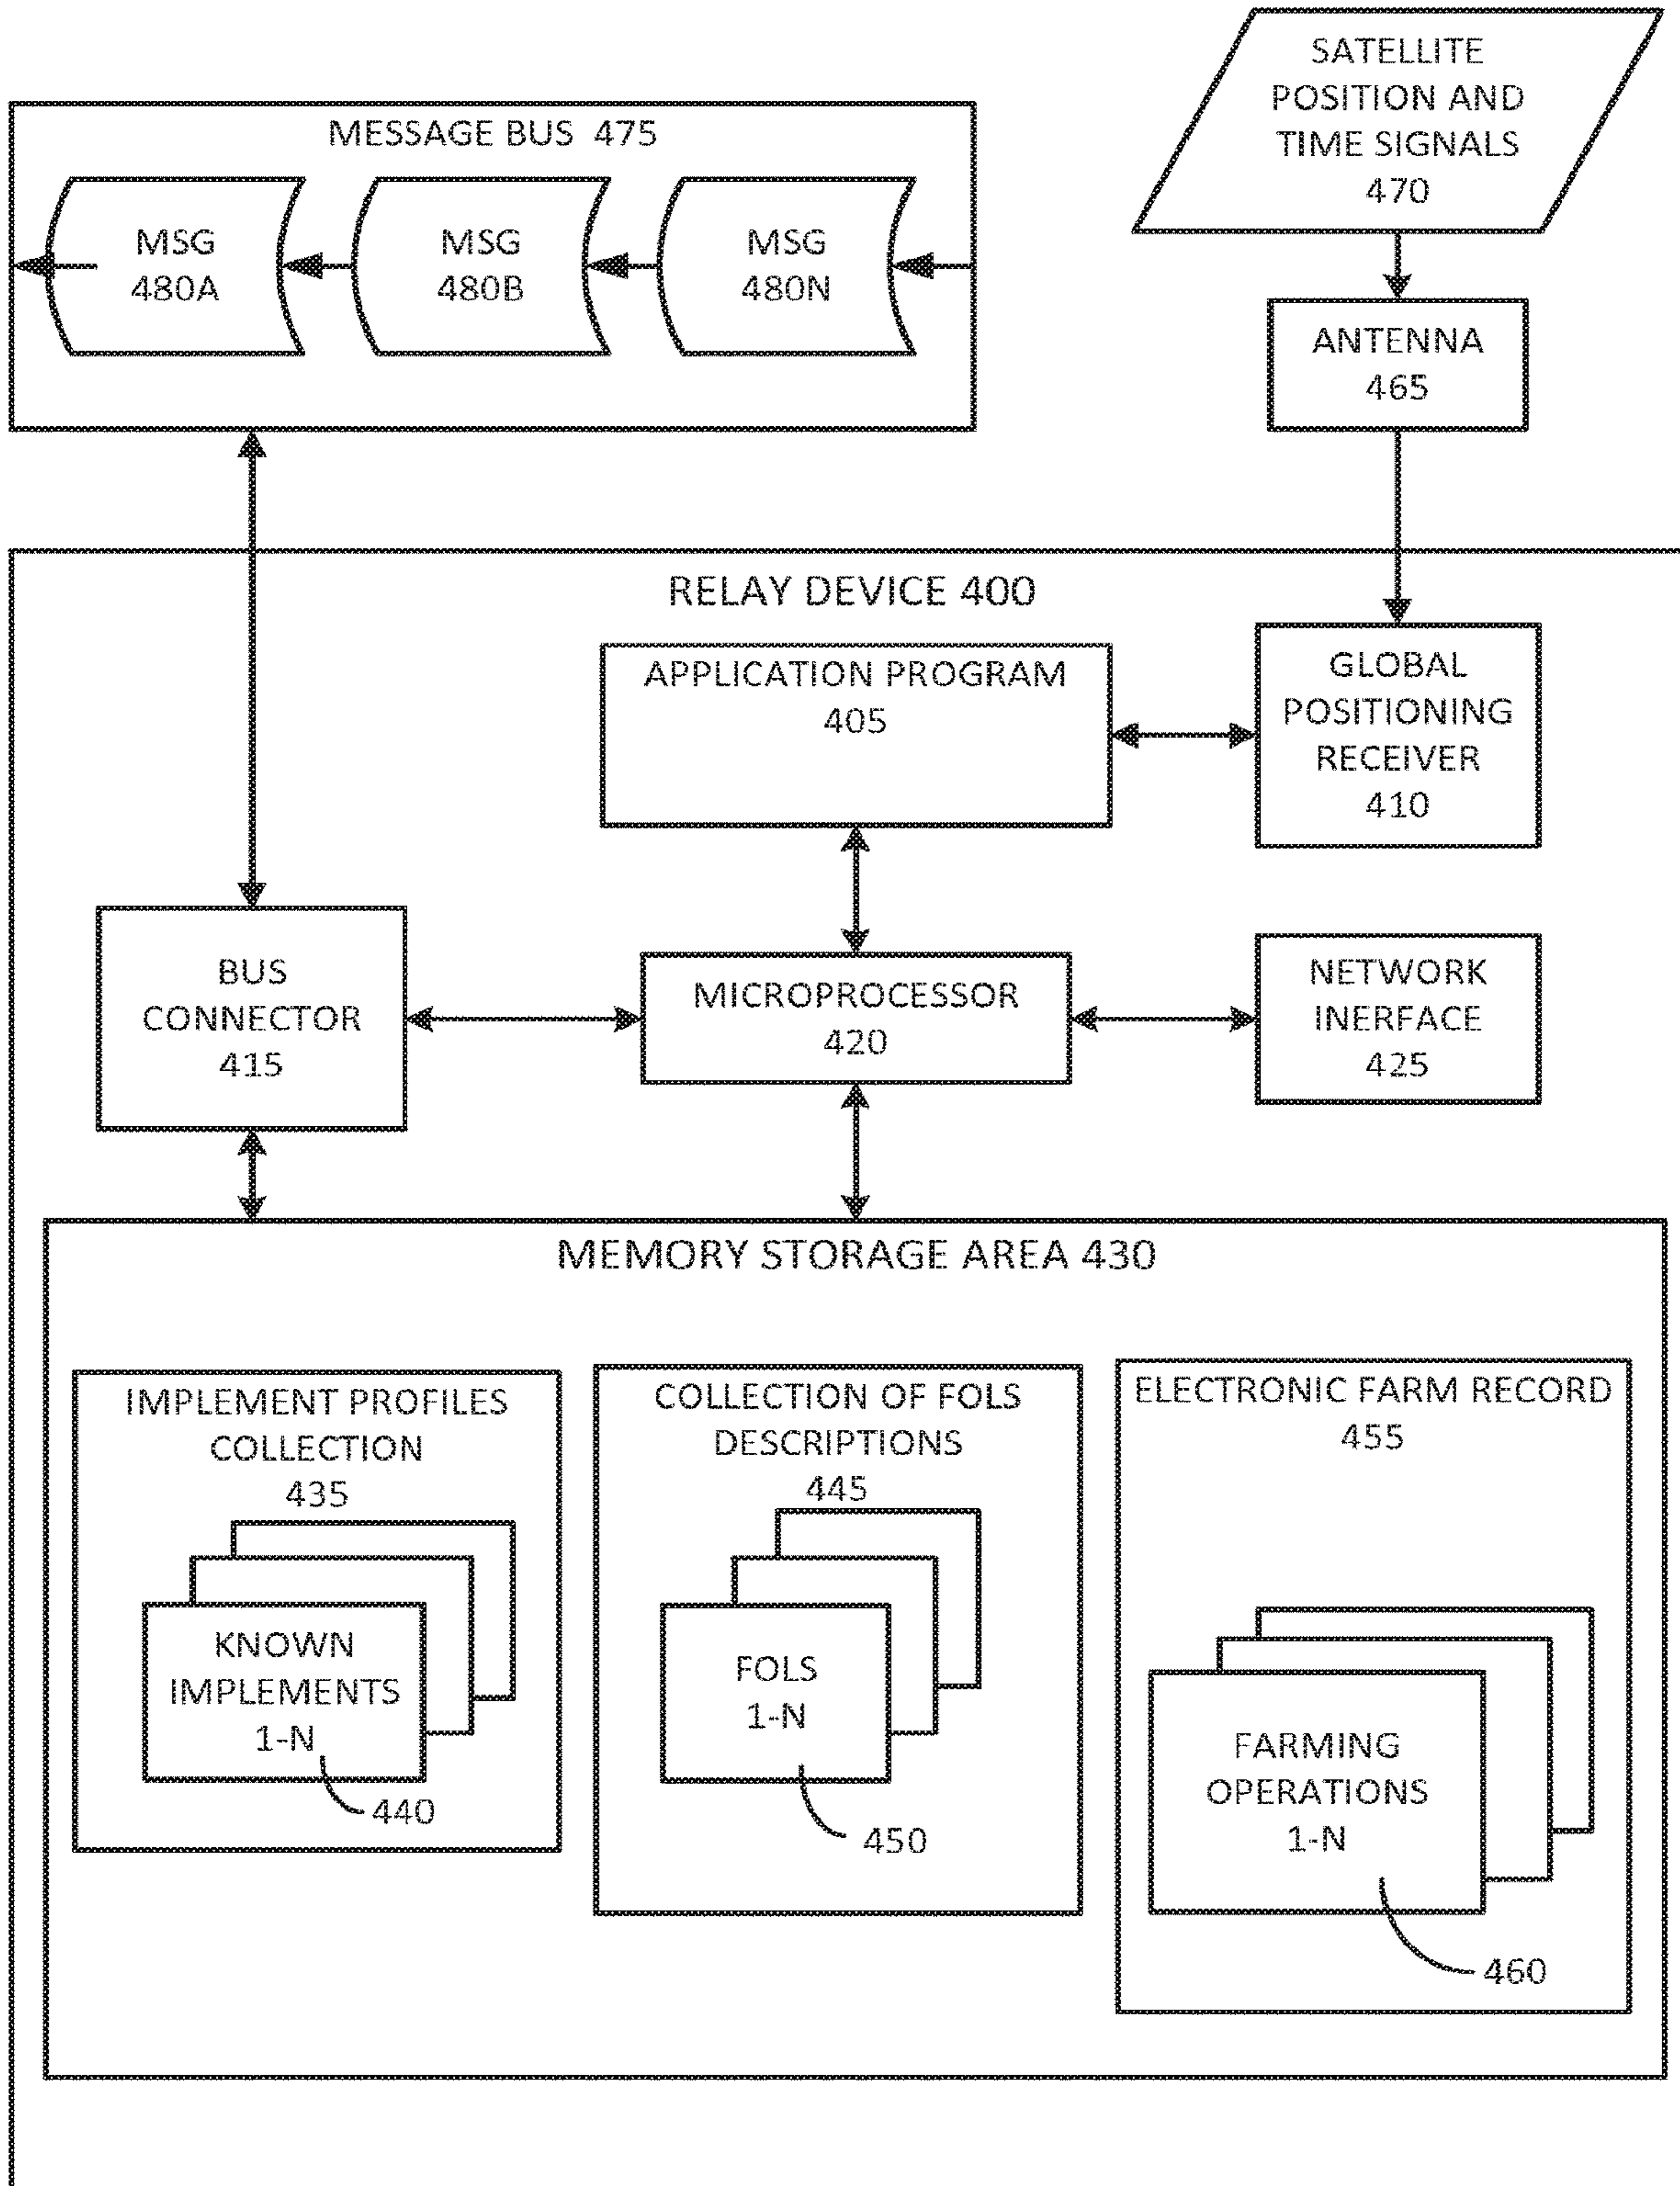 SATELLITE
POSITION AND
TIME SIGNALS
470
MESSAGE BUS 475
MSG
480A
MSG
480B
MSG
480N
ANTENNA
465
RELAY DEVICE 400
APPLICATION PROGRAM
405
GLOBAL
POSITIONING
RECEIVER
410
BUS
CONNECTOR
415
MICROPROCESSOR
420
NETWORK
INERFACE
425
MEMORY STORAGE AREA 430
IMPLEMENT PROFILES
COLLECTION
435
KNOWN
IMPLEMENTS
1-N
440
COLLECTION OF FOLS
DESCRIPTIONS
445
FOLS
1-N
450
ELECTRONIC FARM RECORD
455
FARMING
OPERATIONS
1-N
460